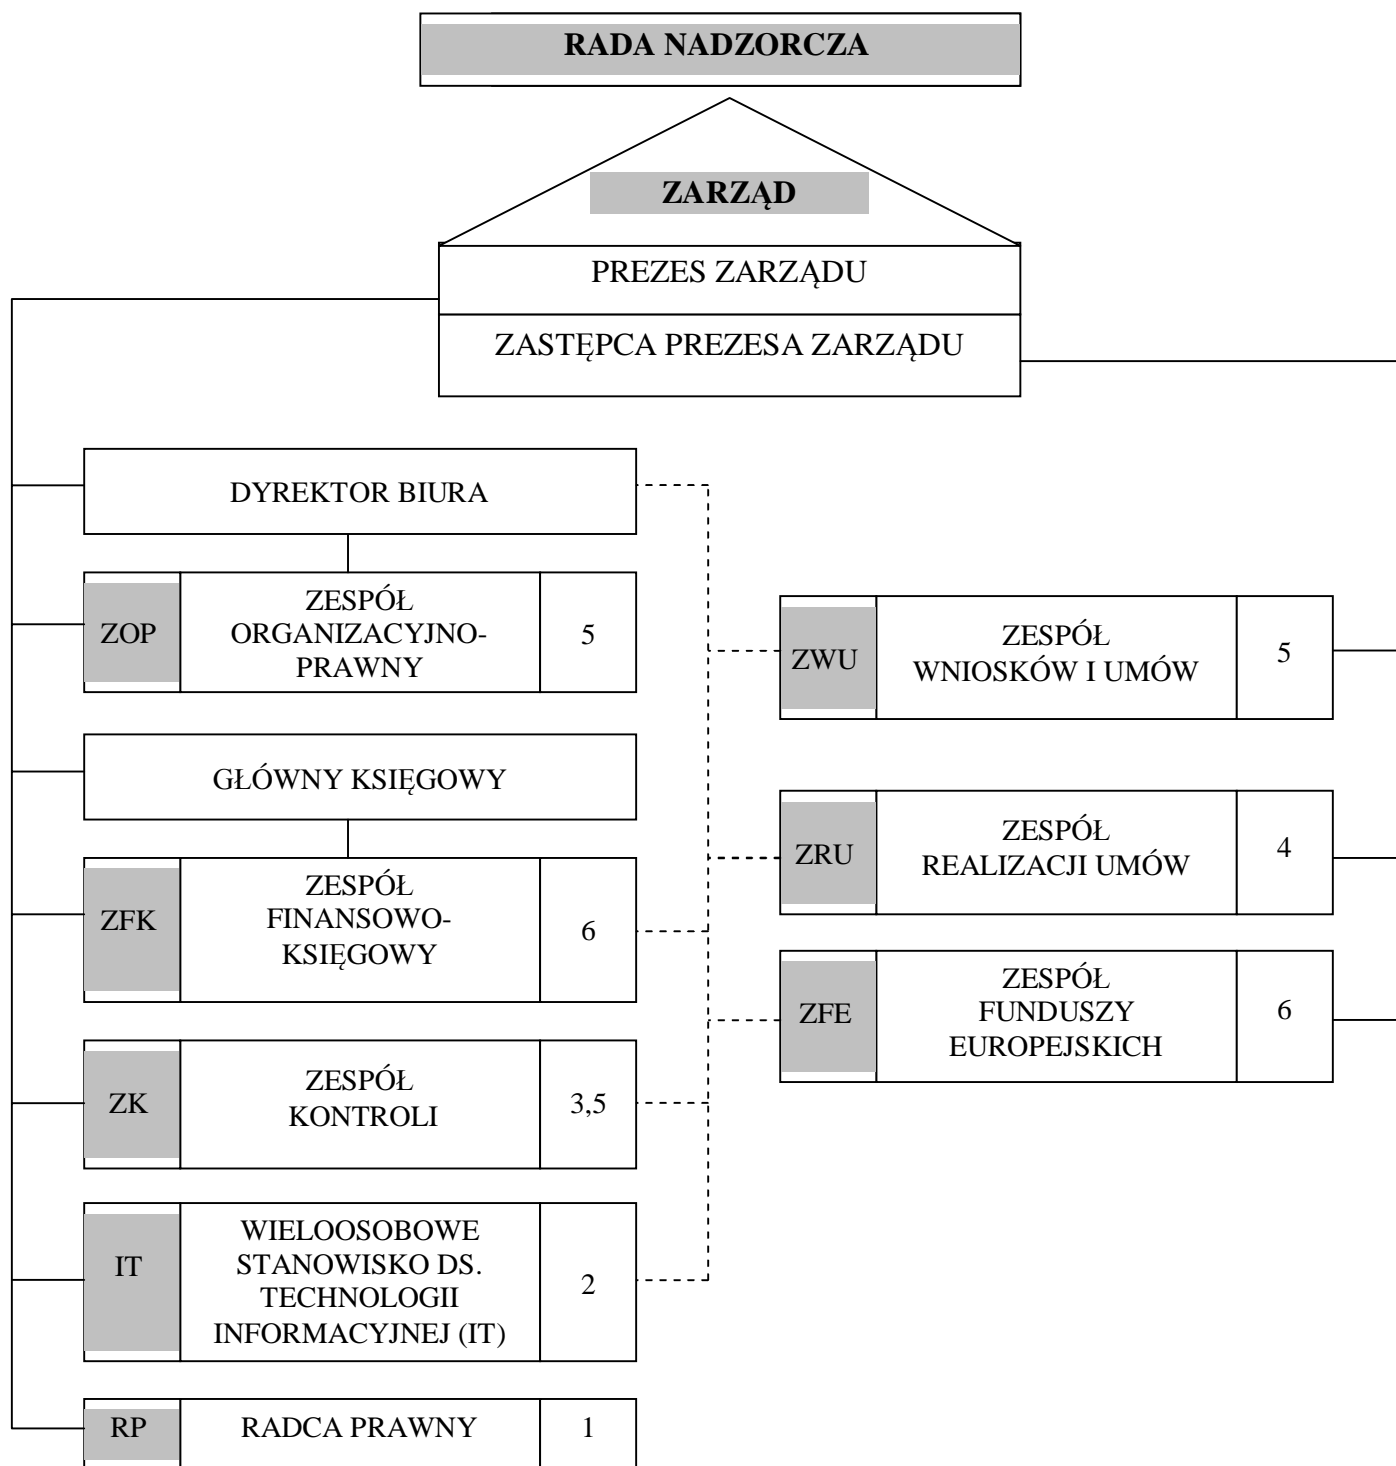 RADA NADZORCZA
ZARZĄD
PREZES ZARZĄDU
ZASTĘPCA PREZESA ZARZĄDU
DYREKTOR BIURA
ZOP
ZESPÓŁ
ORGANIZACYJNO-
PRAWNY
5
GŁÓWNY KSIĘGOWY
ZFK
ZESPÓŁ
FINANSOWO-
KSIĘGOWY
6
ZK
ZESPÓŁ
KONTROLI
3,5
IT
WIELOOSOBOWE
STANOWISKO DS.
TECHNOLOGII
INFORMACYJNEJ (IT)
2
RP
RADCA PRAWNY
1
ZWU
ZESPÓŁ
WNIOSKÓW I UMÓW
5
ZRU
ZESPÓŁ
REALIZACJI UMÓW
4
ZFE
ZESPÓŁ
FUNDUSZY
EUROPEJSKICH
6